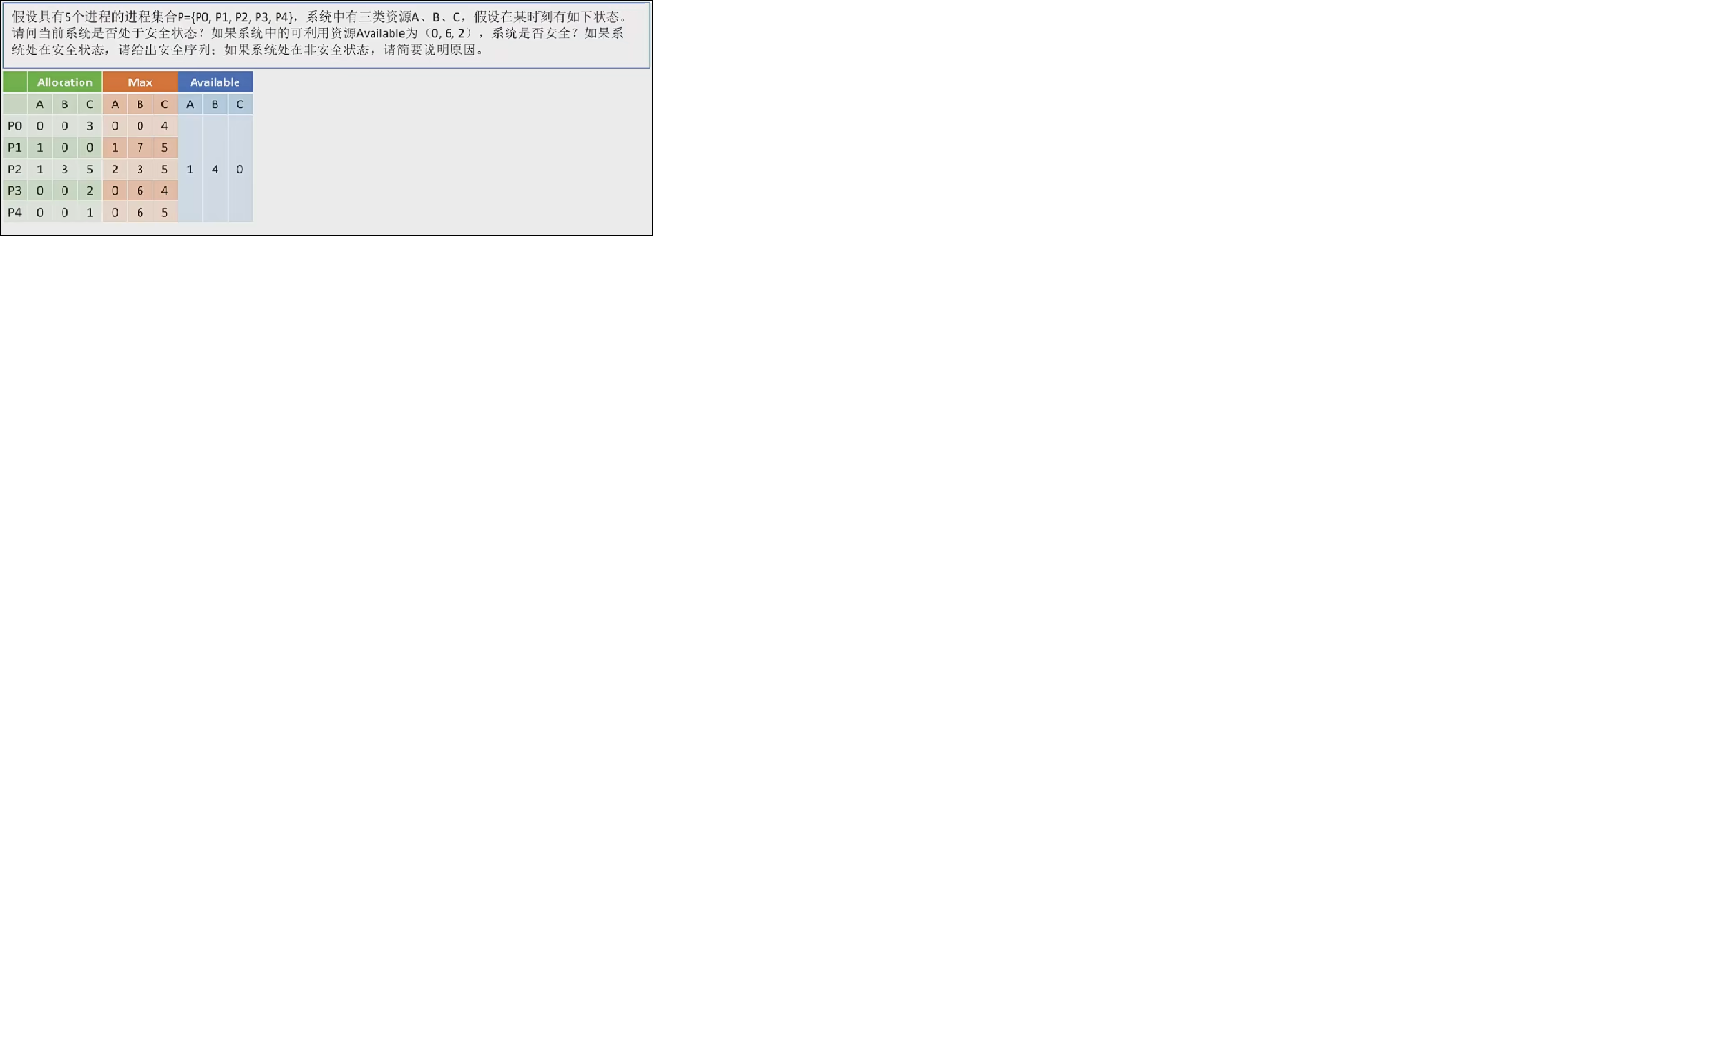 假设具有5个进程的进程集合P={P0, P1, P2, P3, P4}，系统中有三类资源A、B、C，假设在某时刻有如下状态。
请问当前系统是否处于安全状态？如果系统中的可利用资源Available为（0, 6, 2），系统是否安全？如果系
统处在安全状态，请给出安全序列；如果系统处在非安全状态，请简要说明原因。
Allocation Max Available
A B C A B C A B C
P0 0 0 3 0 0 4
P1 1 0 0 1 7 5
P2 1 3 5 2 3 5 1 4 0
P3 0 0 2 0 6 4
P4 0 0 1 0 6 5